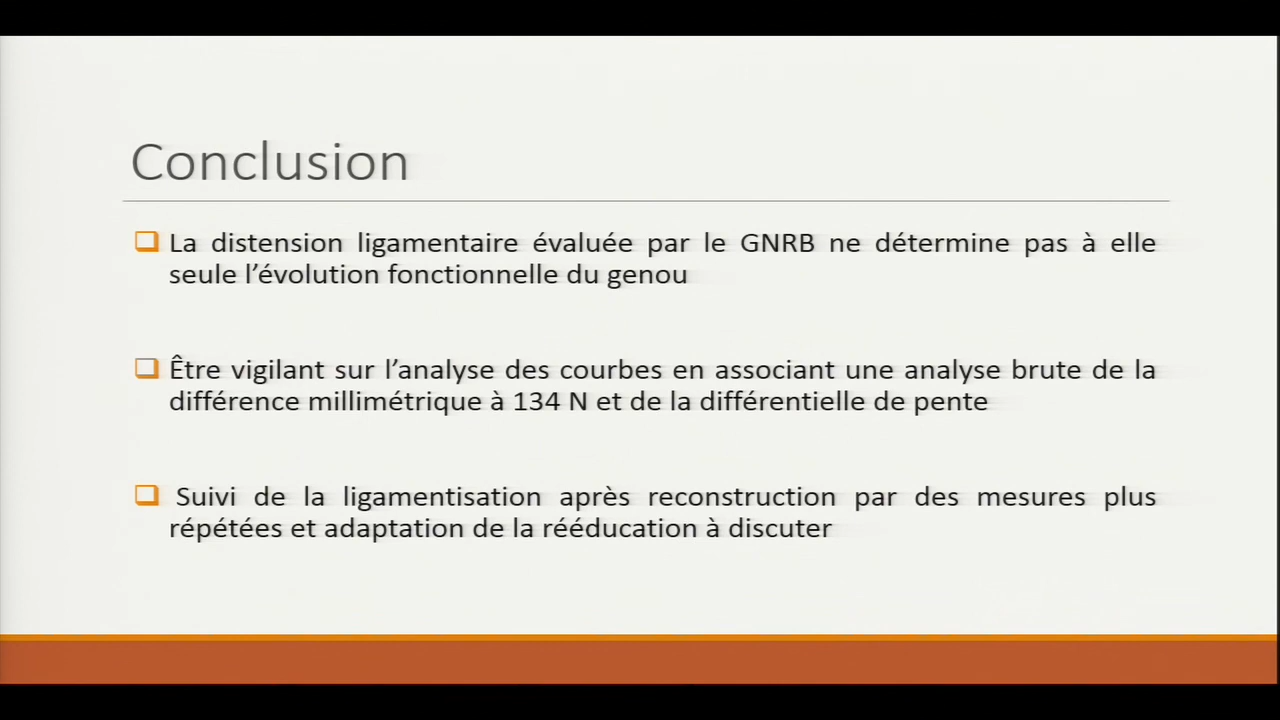 Conclusion
La distension ligamentaire évaluée par le GNRB ne détermine pas à elle
seule l’évolution fonctionnelle du genou
Être vigilant sur l’analyse des courbes en associant une analyse brute de la
différence millimétrique à 134 N et de la différentielle de pente
Suivi de la ligamentisation après reconstruction par des mesures plus
répétées et adaptation de la rééducation à discuter